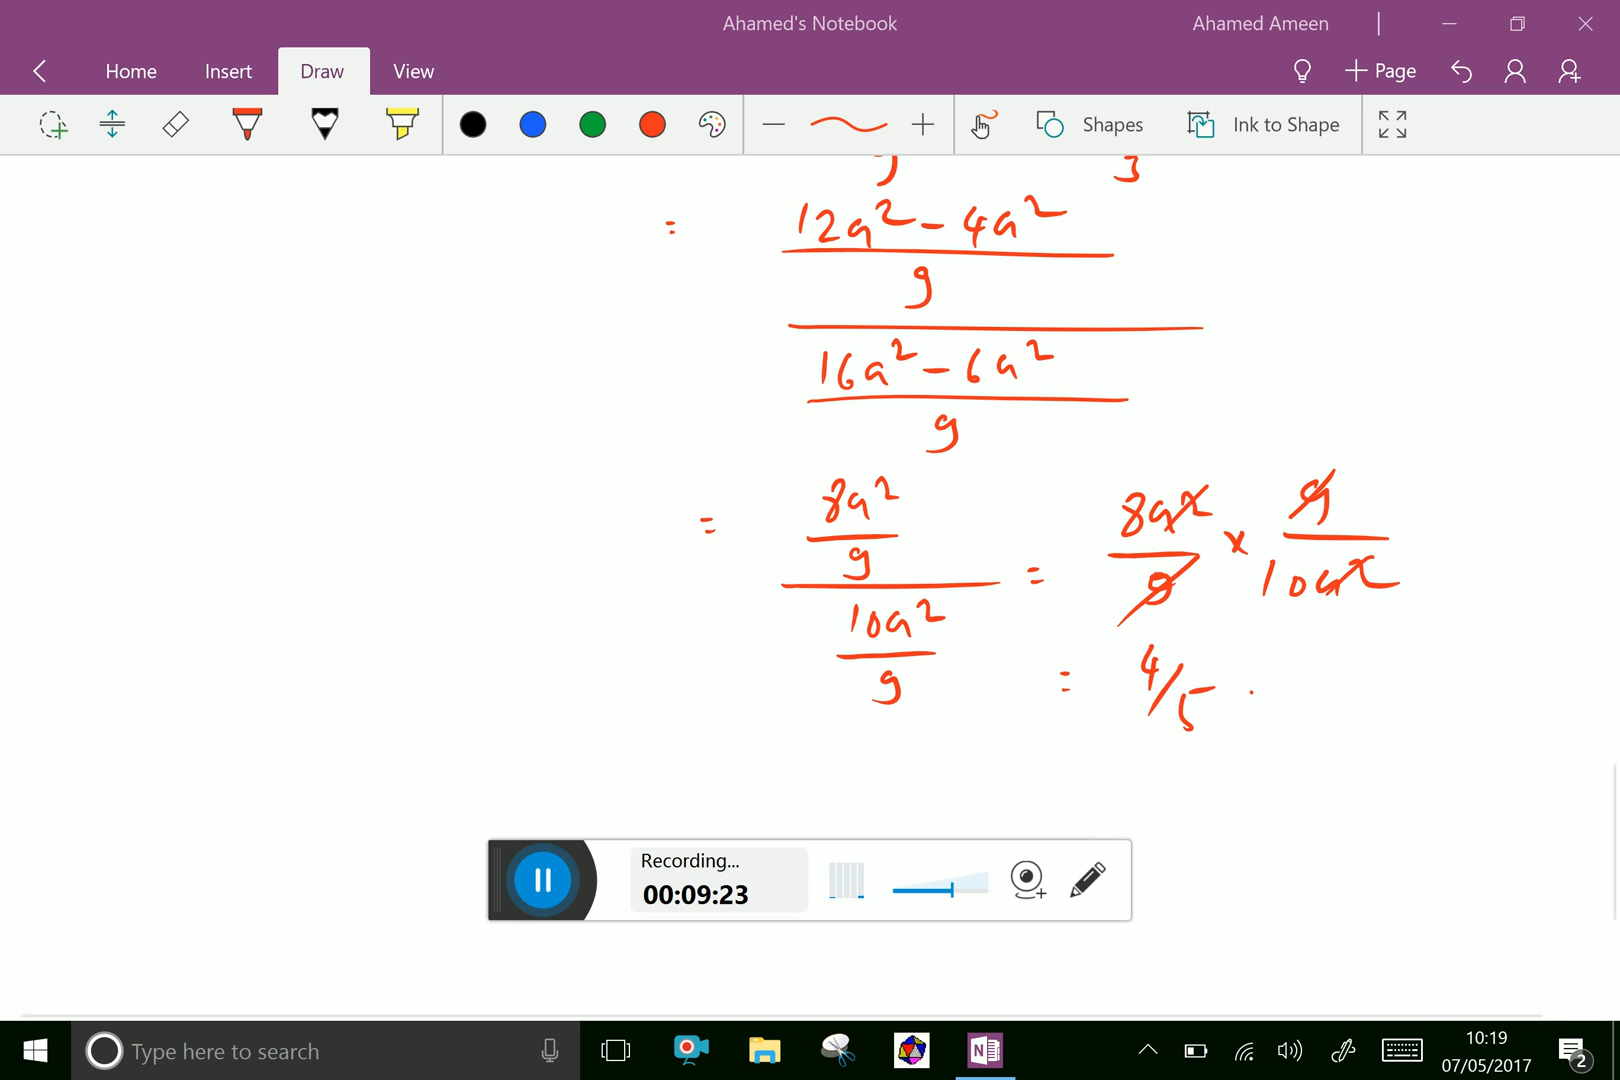 Ahamed's Notebook Ahamed Ameen
Home Insert Draw View Page
Shapes Ink to Shape
= 12a² - 4a²
9
16a² - 6a²
9
= 8a²
9
10a²
9
= 8a²/9 × 9/10a²
= 4/5
Recording...
00:09:23
Type here to search
10:19
07/05/2017
2